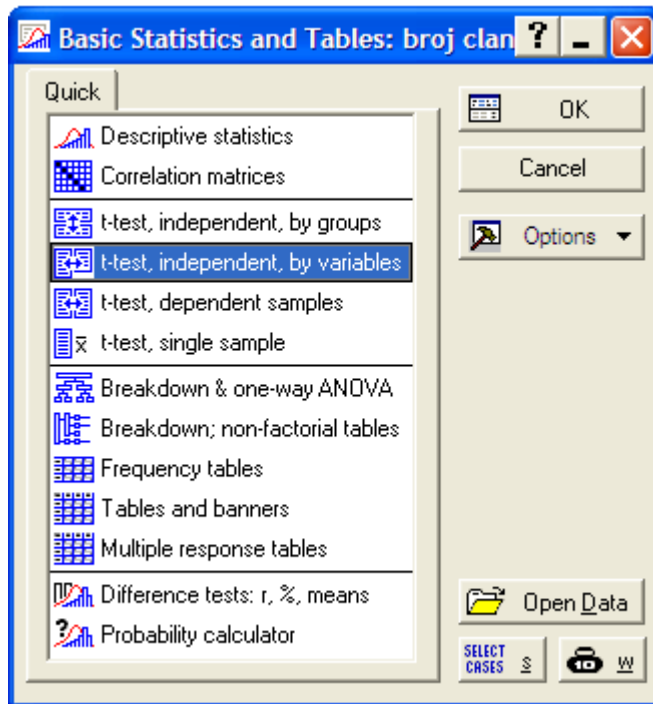 Basic Statistics and Tables: broj clan
Quick
Descriptive statistics
Correlation matrices
t-test, independent, by groups
t-test, independent, by variables
t-test, dependent samples
t-test, single sample
Breakdown & one-way ANOVA
Breakdown; non-factorial tables
Frequency tables
Tables and banners
Multiple response tables
Difference tests: r, %, means
Probability calculator
OK
Cancel
Options
Open Data
SELECT
CASES S
W